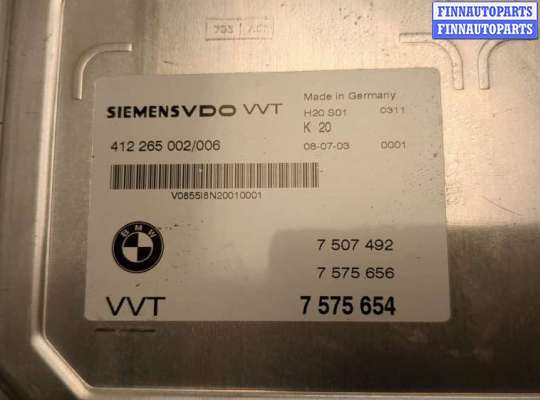 FINNAUTOPARTS
FINNAUTOPARTS
SIEMENSVDO VVT
Made in Germany
H20 S01 0311
K 20
412 265 002/006
08-07-03 0001
V0855I8N20010001
BMW
7 507 492
7 575 656
VVT 7 575 654